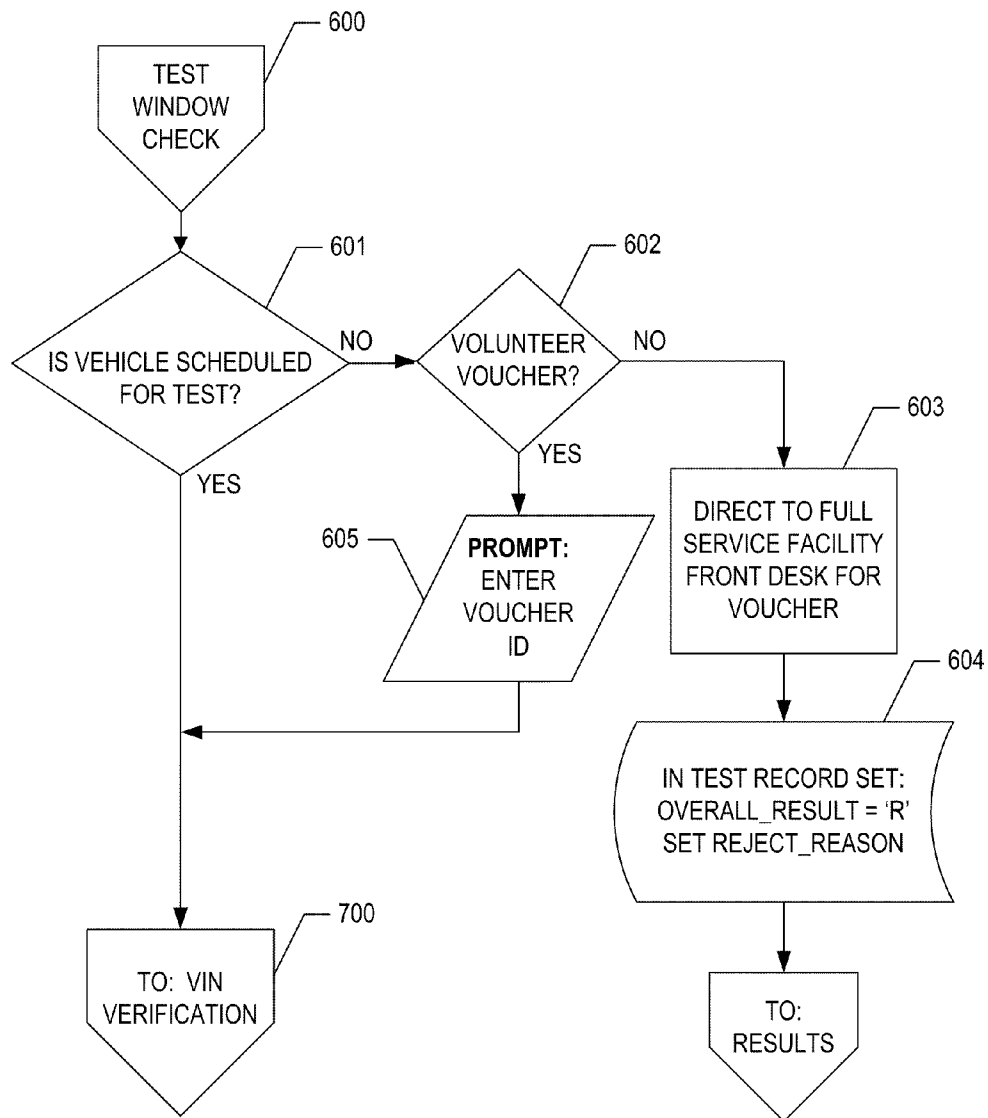 600
TEST
WINDOW
CHECK
601
IS VEHICLE SCHEDULED
FOR TEST?
NO
YES
602
VOLUNTEER
VOUCHER?
NO
YES
603
DIRECT TO FULL
SERVICE FACILITY
FRONT DESK FOR
VOUCHER
605
PROMPT:
ENTER
VOUCHER
ID
604
IN TEST RECORD SET:
OVERALL_RESULT = ‘R’
SET REJECT_REASON
700
TO: VIN
VERIFICATION
TO:
RESULTS